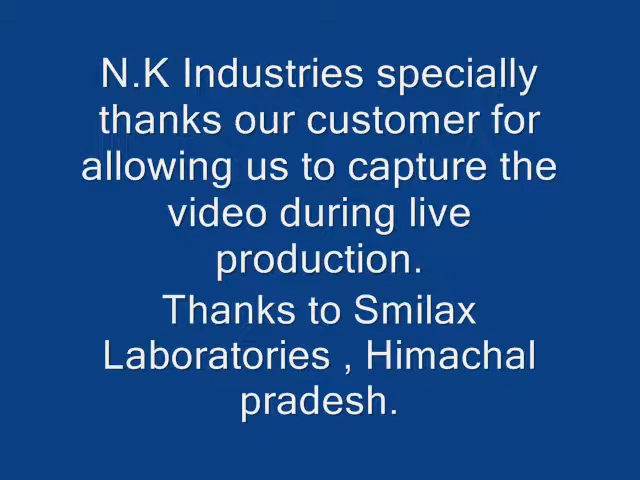 N.K Industries specially
thanks our customer for
allowing us to capture the
video during live
production.
Thanks to Smilax
Laboratories , Himachal
pradesh.